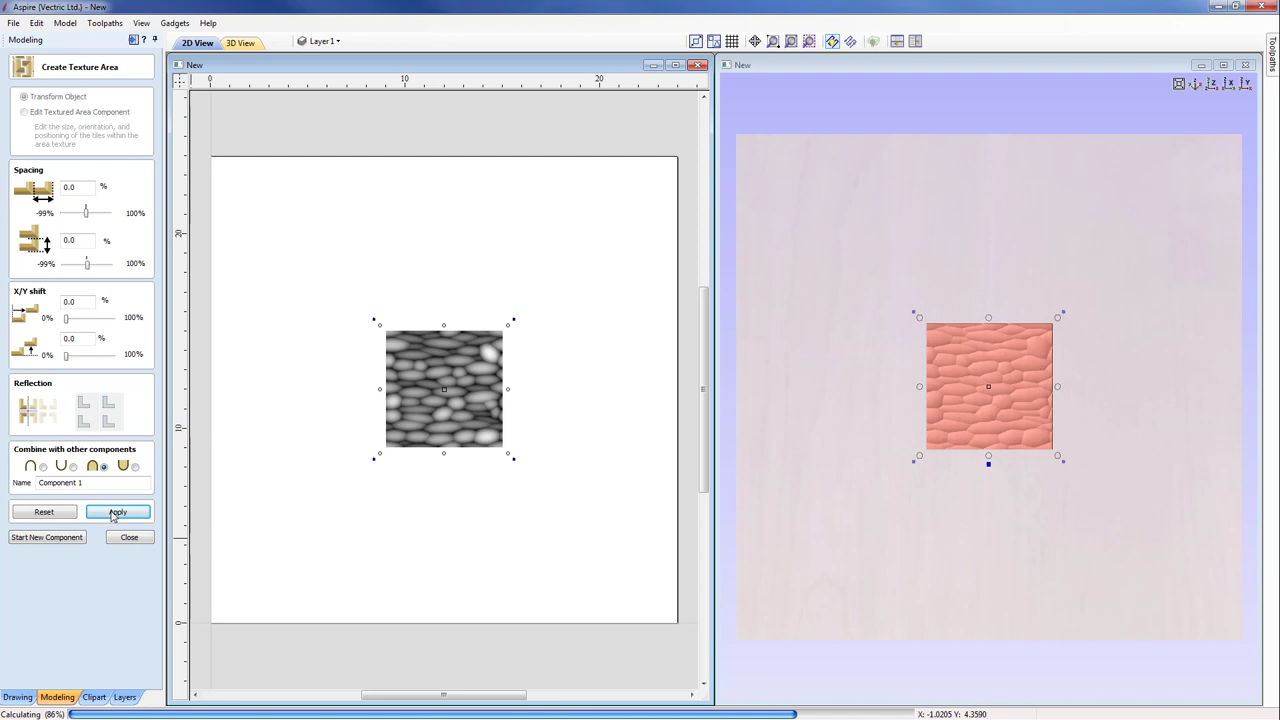 Aspire (Vectric Ltd.) - New
File Edit Model Toolpaths View Gadgets Help
Modeling
2D View 3D View Layer 1
Toolpaths
Create Texture Area
New
New
0 10 20
Transform Object
Edit Textured Area Component
Edit the size, orientation, and
positioning of the tiles within the
area texture
Spacing
0.0 %
-99% 100%
0.0 %
-99% 100%
20
X/Y shift
0.0 %
0% 100%
0.0 %
0% 100%
Reflection
10
Combine with other components
Name Component 1
Reset Apply
Start New Component Close
0
Drawing Modeling Clipart Layers
Calculating (86%) X: -1.0205 Y: 4.3590